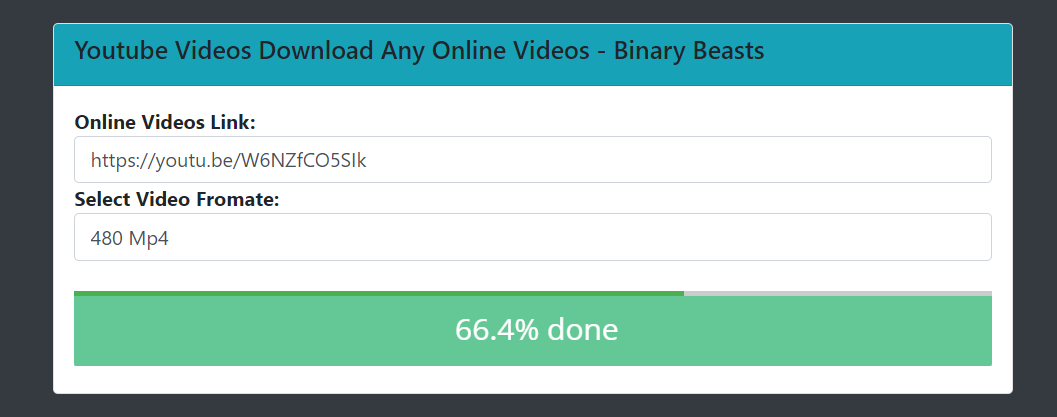 Youtube Videos Download Any Online Videos - Binary Beasts
Online Videos Link:
https://youtu.be/W6NZfCO5SIk
Select Video Fromate:
480 Mp4
66.4% done